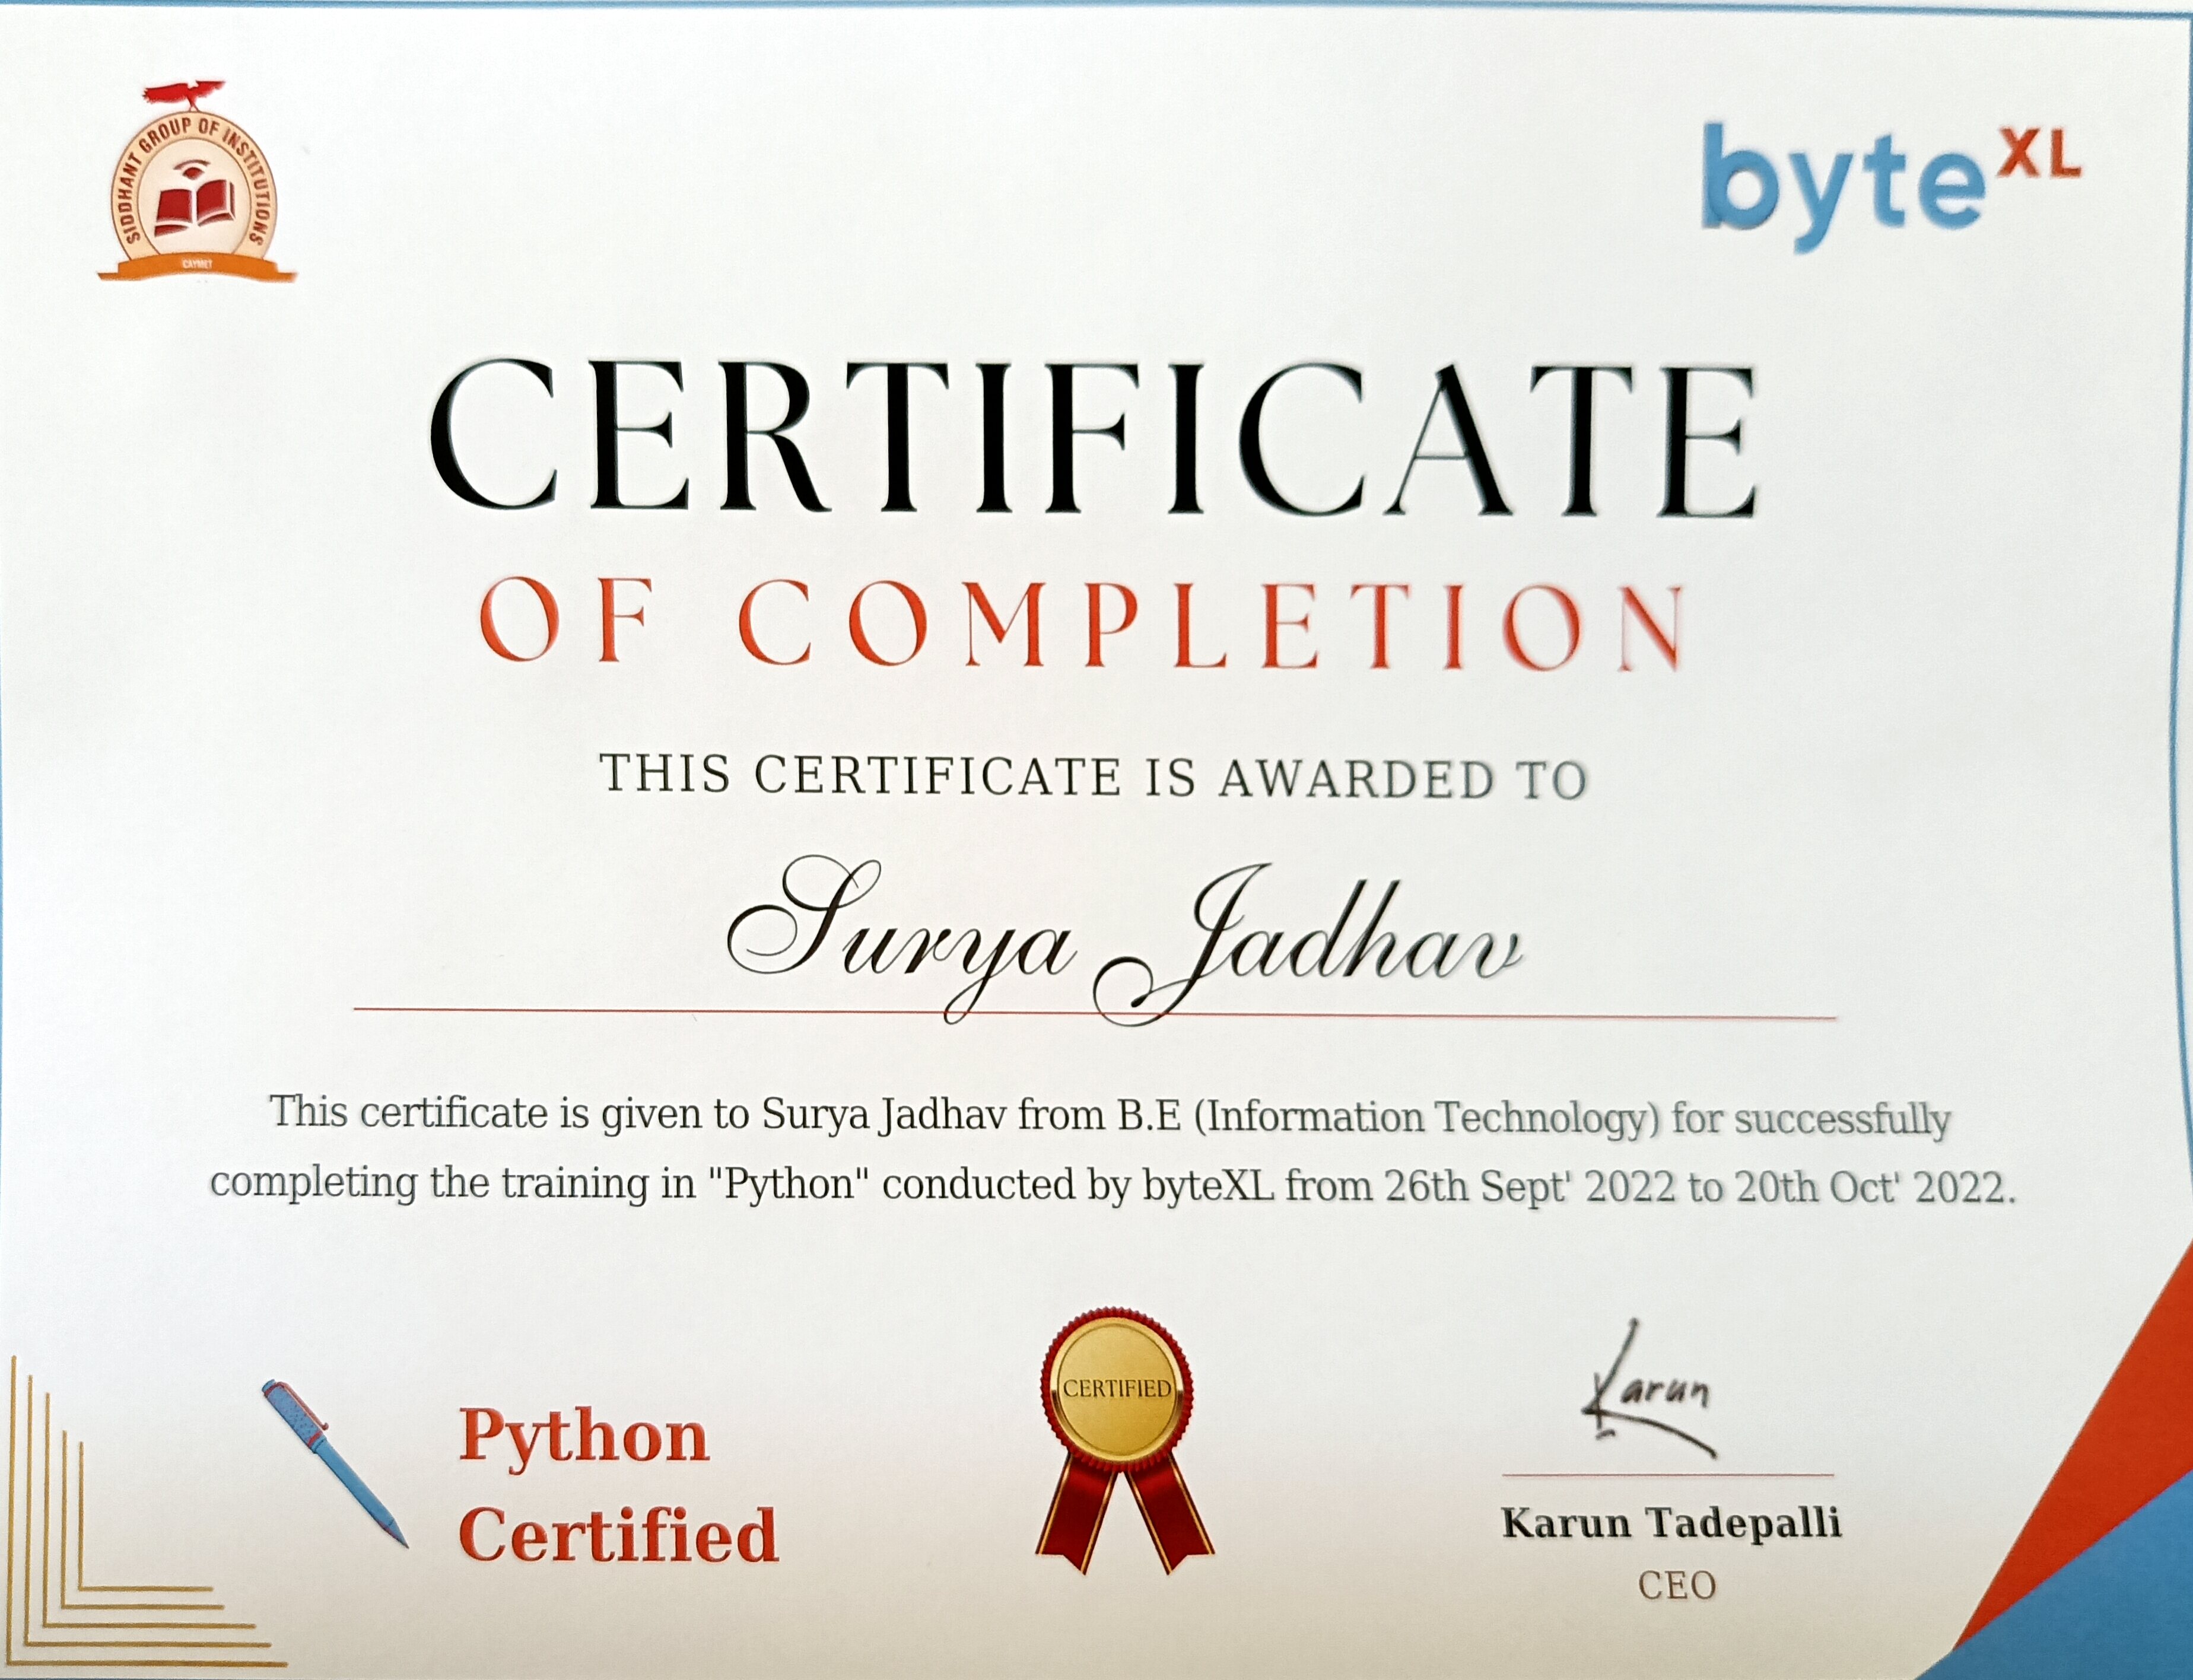 SIDDHANT GROUP OF INSTITUTIONS
CAYMET
byteXL
CERTIFICATE
OF COMPLETION
THIS CERTIFICATE IS AWARDED TO
Surya Jadhav
This certificate is given to Surya Jadhav from B.E (Information Technology) for successfully
completing the training in "Python" conducted by byteXL from 26th Sept' 2022 to 20th Oct' 2022.
Python
Certified
CERTIFIED
Karun
Karun Tadepalli
CEO